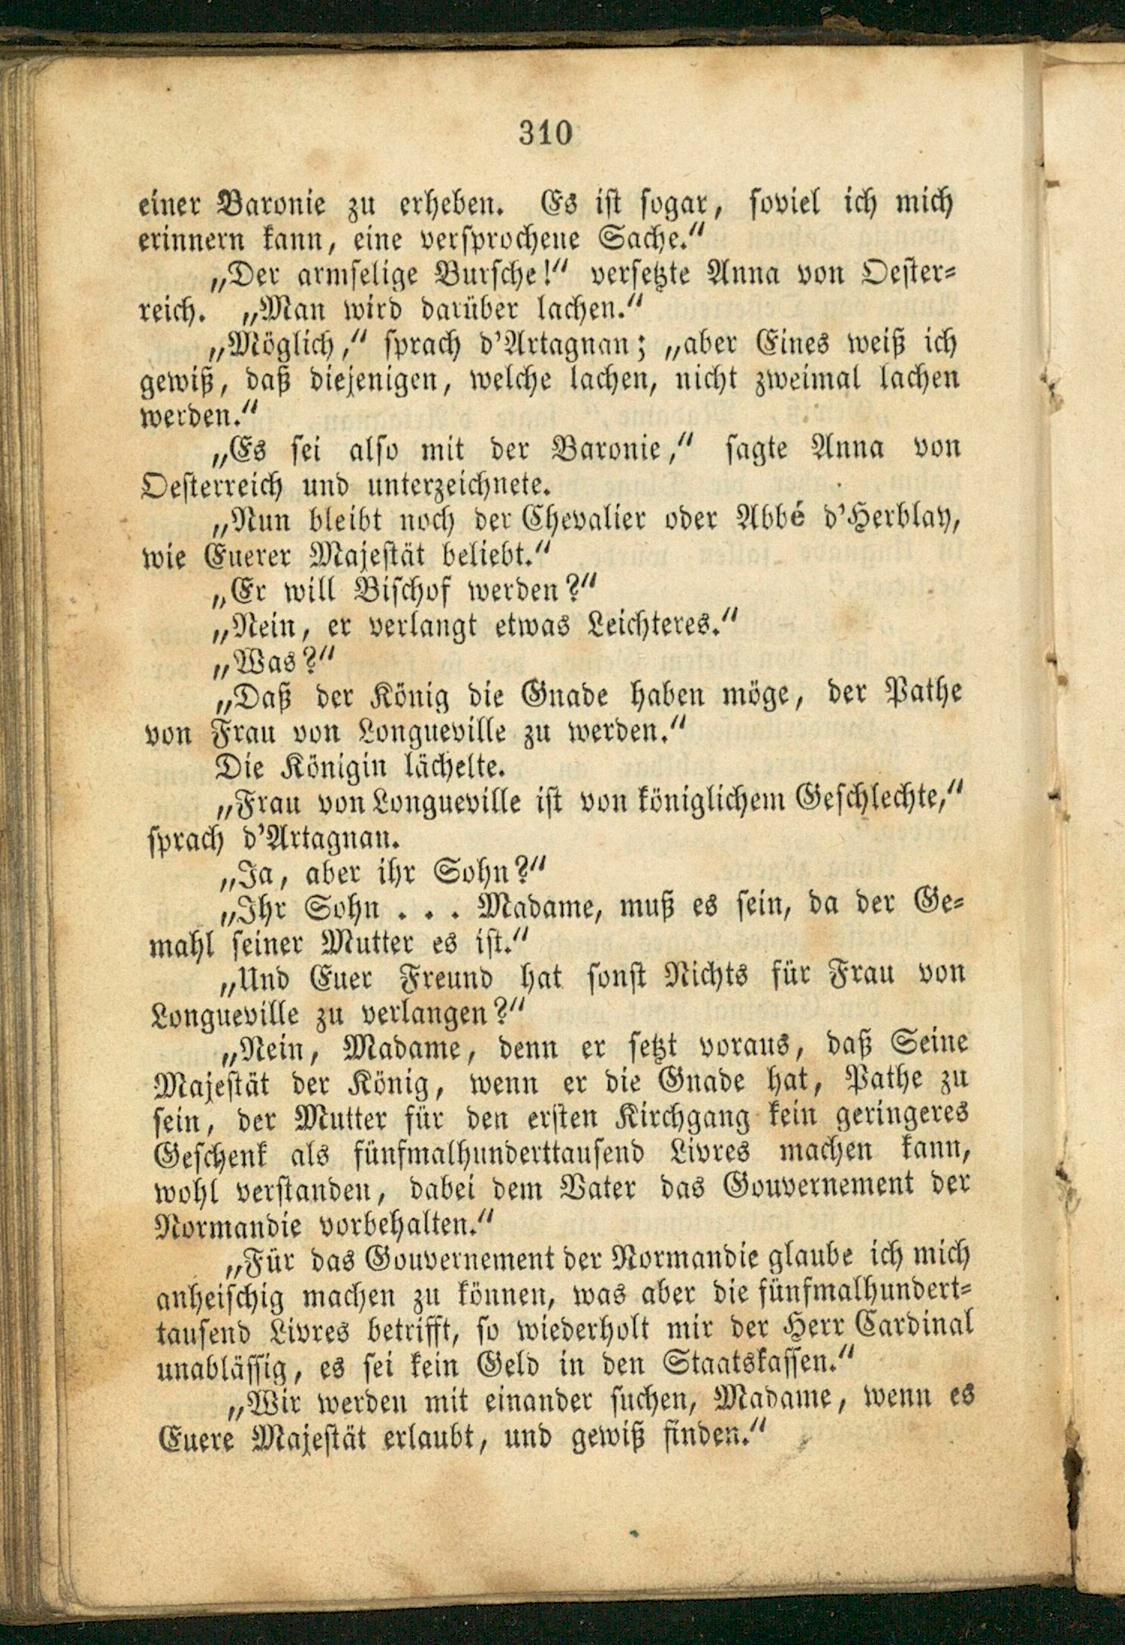 310
einer Baronie zu erheben. Es ist sogar, soviel ich mich
erinnern kann, eine versprochene Sache.“
„Der armselige Bursche!“ versetzte Anna von Oester-
reich. „Man wird darüber lachen.“
„Möglich,“ sprach d'Artagnan; „aber Eines weiß ich
gewiß, daß diejenigen, welche lachen, nicht zweimal lachen
werden.“
„Es sei also mit der Baronie,“ sagte Anna von
Oesterreich und unterzeichnete.
„Nun bleibt noch der Chevalier oder Abbé d'Herblay,
wie Euerer Majestät beliebt.“
„Er will Bischof werden?“
„Nein, er verlangt etwas Leichteres.“
„Was?“
„Daß der König die Gnade haben möge, der Pathe
von Frau von Longueville zu werden.“
Die Königin lächelte.
„Frau von Longueville ist von königlichem Geschlechte,“
sprach d'Artagnan.
„Ja, aber ihr Sohn?“
„Ihr Sohn . . . Madame, muß es sein, da der Ge-
mahl seiner Mutter es ist.“
„Und Euer Freund hat sonst Nichts für Frau von
Longueville zu verlangen?“
„Nein, Madame, denn er setzt voraus, daß Seine
Majestät der König, wenn er die Gnade hat, Pathe zu
sein, der Mutter für den ersten Kirchgang kein geringeres
Geschenk als fünfmalhunderttausend Livres machen kann,
wohl verstanden, dabei dem Vater das Gouvernement der
Normandie vorbehalten.“
„Für das Gouvernement der Normandie glaube ich mich
anheischig machen zu können, was aber die fünfmalhundert-
tausend Livres betrifft, so wiederholt mir der Herr Cardinal
unablässig, es sei kein Geld in den Staatskassen.“
„Wir werden mit einander suchen, Madame, wenn es
Euere Majestät erlaubt, und gewiß finden.“